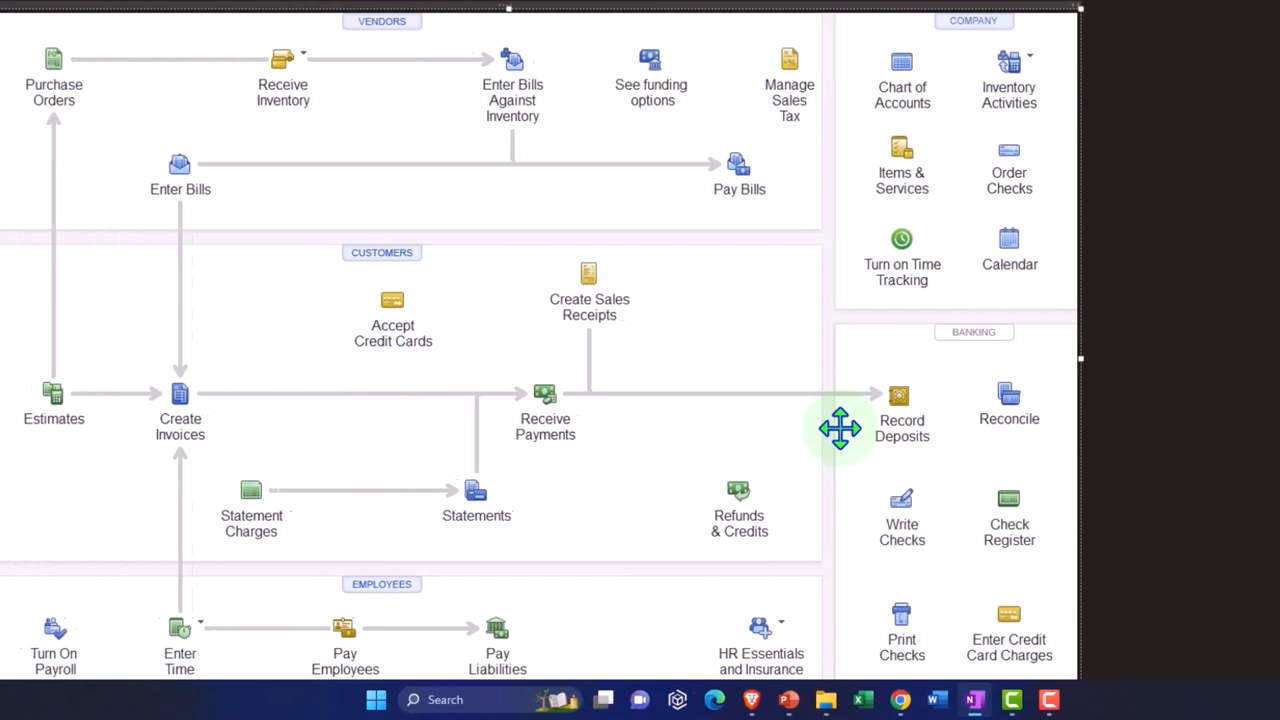 VENDORS
COMPANY
Purchase
Orders
Receive
Inventory
Enter Bills
Against
Inventory
See funding
options
Manage
Sales
Tax
Chart of
Accounts
Inventory
Activities
Enter Bills
Pay Bills
Items &
Services
Order
Checks
Turn on Time
Tracking
Calendar
CUSTOMERS
Create Sales
Receipts
Accept
Credit Cards
BANKING
Estimates
Create
Invoices
Receive
Payments
Record
Deposits
Reconcile
Statement
Charges
Statements
Refunds
& Credits
Write
Checks
Check
Register
EMPLOYEES
Turn On
Payroll
Enter
Time
Pay
Employees
Pay
Liabilities
HR Essentials
and Insurance
Print
Checks
Enter Credit
Card Charges
Search